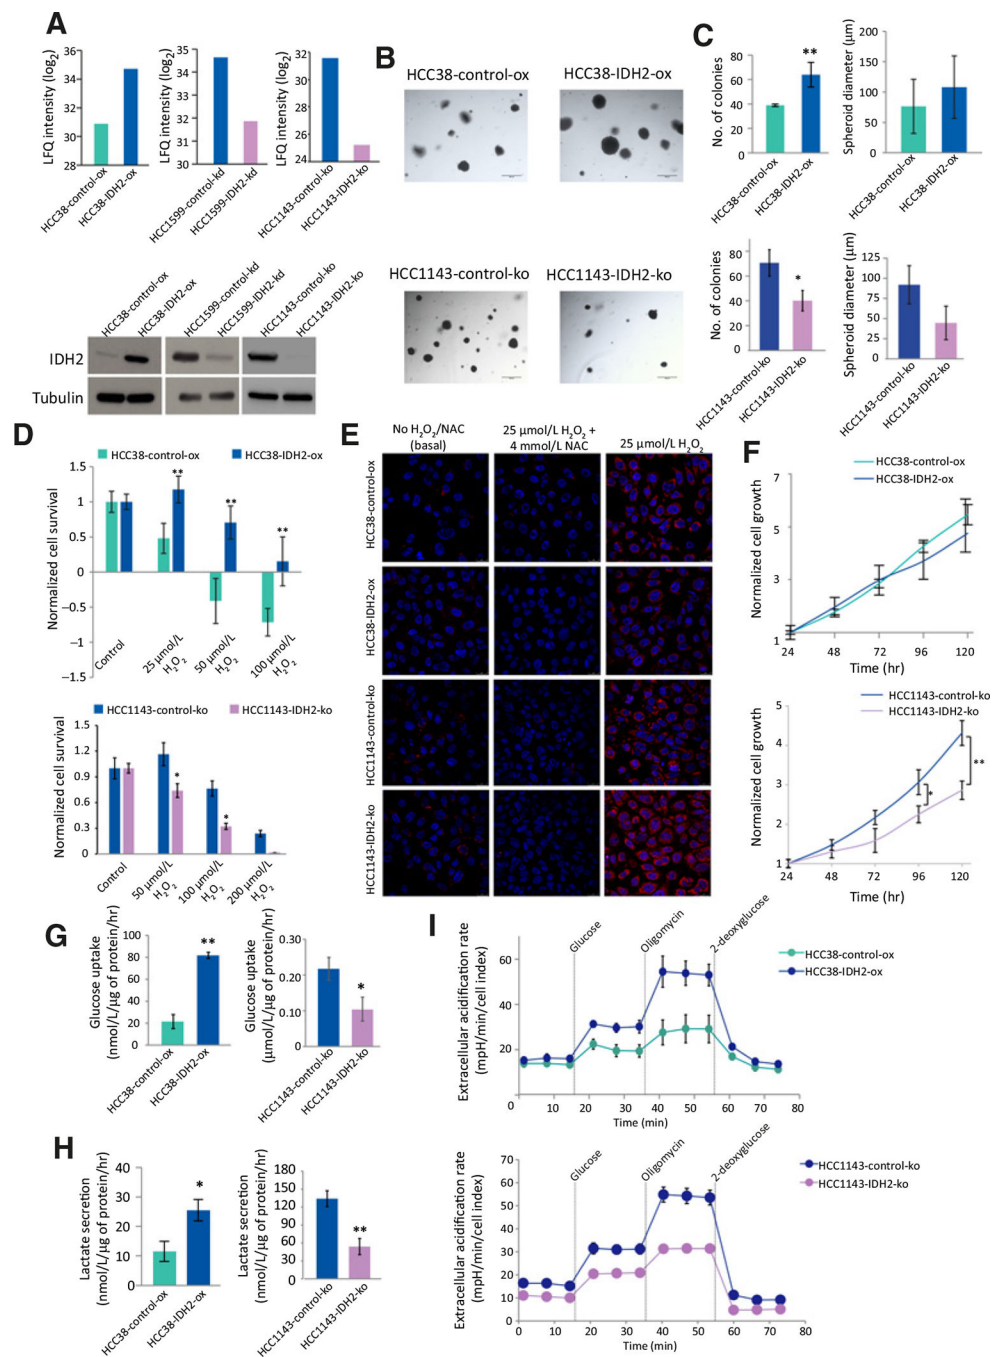 A
LFQ intensity (log2)
36
34
32
30
28
HCC38-control-ox
HCC38-IDH2-ox
LFQ intensity (log2)
35
34
33
32
31
30
HCC1599-control-kd
HCC1599-IDH2-kd
LFQ intensity (log2)
32
30
28
26
24
HCC1143-control-ko
HCC1143-IDH2-ko
HCC38-control-ox
HCC38-IDH2-ox
HCC1599-control-kd
HCC1599-IDH2-kd
HCC1143-control-ko
HCC1143-IDH2-ko
IDH2
Tubulin
B
HCC38-control-ox
HCC38-IDH2-ox
HCC1143-control-ko
HCC1143-IDH2-ko
C
No. of colonies
80
60
40
20
0
**
HCC38-control-ox
HCC38-IDH2-ox
Spheroid diameter (µm)
200
150
100
50
0
HCC38-control-ox
HCC38-IDH2-ox
No. of colonies
80
60
40
20
0
*
HCC1143-control-ko
HCC1143-IDH2-ko
Spheroid diameter (µm)
125
100
75
50
25
0
HCC1143-control-ko
HCC1143-IDH2-ko
D
HCC38-control-ox
HCC38-IDH2-ox
Normalized cell survival
1.5
1
0.5
0
−0.5
−1
−1.5
**
**
**
Control
25 µmol/L H2O2
50 µmol/L H2O2
100 µmol/L H2O2
HCC1143-control-ko
HCC1143-IDH2-ko
Normalized cell survival
1.5
1.2
0.9
0.6
0.3
0
*
*
Control
50 µmol/L H2O2
100 µmol/L H2O2
200 µmol/L H2O2
E
No H2O2/NAC (basal)
25 µmol/L H2O2 + 4 mmol/L NAC
25 µmol/L H2O2
HCC38-control-ox
HCC38-IDH2-ox
HCC1143-control-ko
HCC1143-IDH2-ko
F
HCC38-control-ox
HCC38-IDH2-ox
Normalized cell growth
7
5
3
1
24
48
72
96
120
Time (hr)
HCC1143-control-ko
HCC1143-IDH2-ko
Normalized cell growth
5
4
3
2
1
*
**
24
48
72
96
120
Time (hr)
G
Glucose uptake
(nmol/L/µg of protein/hr)
100
80
60
40
20
0
**
HCC38-control-ox
HCC38-IDH2-ox
Glucose uptake
(µmol/L/µg of protein/hr)
0.30
0.20
0.10
0
*
HCC1143-control-ko
HCC1143-IDH2-ko
H
Lactate secretion
(nmol/L/µg of protein/hr)
40
30
20
10
0
*
HCC38-control-ox
HCC38-IDH2-ox
Lactate secretion
(nmol/L/µg of protein/hr)
180
150
120
90
60
30
0
**
HCC1143-control-ko
HCC1143-IDH2-ko
I
Glucose
Oligomycin
2-deoxyglucose
HCC38-control-ox
HCC38-IDH2-ox
Extracellular acidification rate
(mpH/min/min/cell index)
60
40
20
0
10
20
30
40
50
60
70
80
Time (min)
Glucose
Oligomycin
2-deoxyglucose
HCC1143-control-ko
HCC1143-IDH2-ko
Extracellular acidification rate
(mpH/min/min/cell index)
70
60
50
40
30
20
10
0
0
10
20
30
40
50
60
70
80
Time (min)